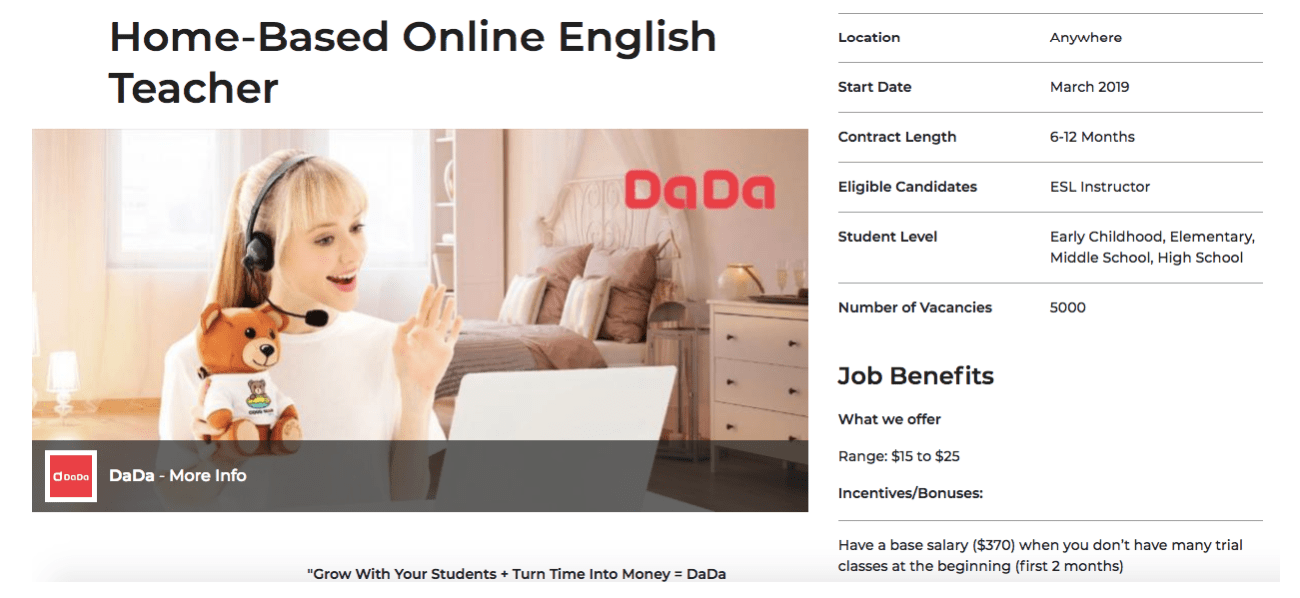 Home-Based Online English
Teacher
DaDa
DaDa
DaDa - More Info
"Grow With Your Students + Turn Time Into Money = DaDa
Location Anywhere
Start Date March 2019
Contract Length 6-12 Months
Eligible Candidates ESL Instructor
Student Level Early Childhood, Elementary,
Middle School, High School
Number of Vacancies 5000
Job Benefits
What we offer
Range: $15 to $25
Incentives/Bonuses:
Have a base salary ($370) when you don't have many trial
classes at the beginning (first 2 months)